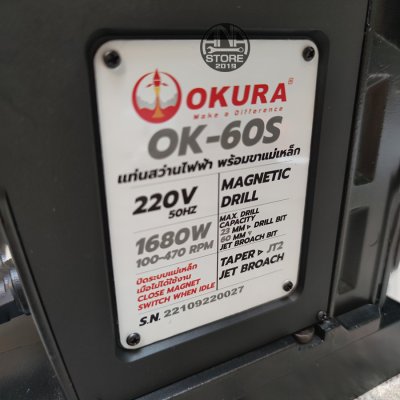 STORE
2019
OKURA
Make a Difference
OK-60S
แท่นสว่านไฟฟ้า พร้อมขาแม่เหล็ก
220V
50HZ
1680W
100-470 RPM
ปิดระบบแม่เหล็ก
เมื่อไม่ได้ใช้งาน
CLOSE MAGNET
SWITCH WHEN IDLE
MAGNETIC
DRILL
MAX. DRILL
CAPACITY
23 MM ▸ DRILL BIT
60 MM ▾
JET BROACH BIT
TAPER ▸ JT2
JET BROACH
S.N. 22109220027